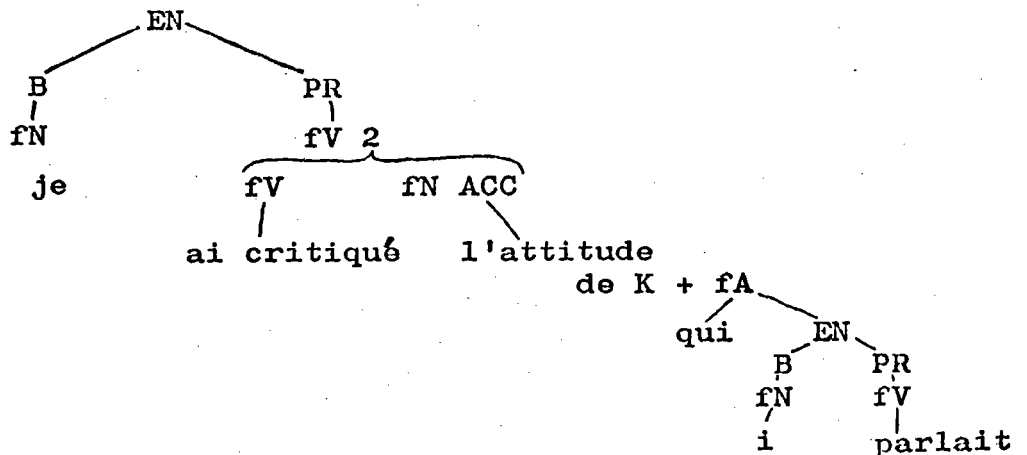 EN
B PR
fN fV 2
je fV fN ACC
ai critiqué l'attitude
de K + fA
qui EN
B PR
fN fV
i parlait